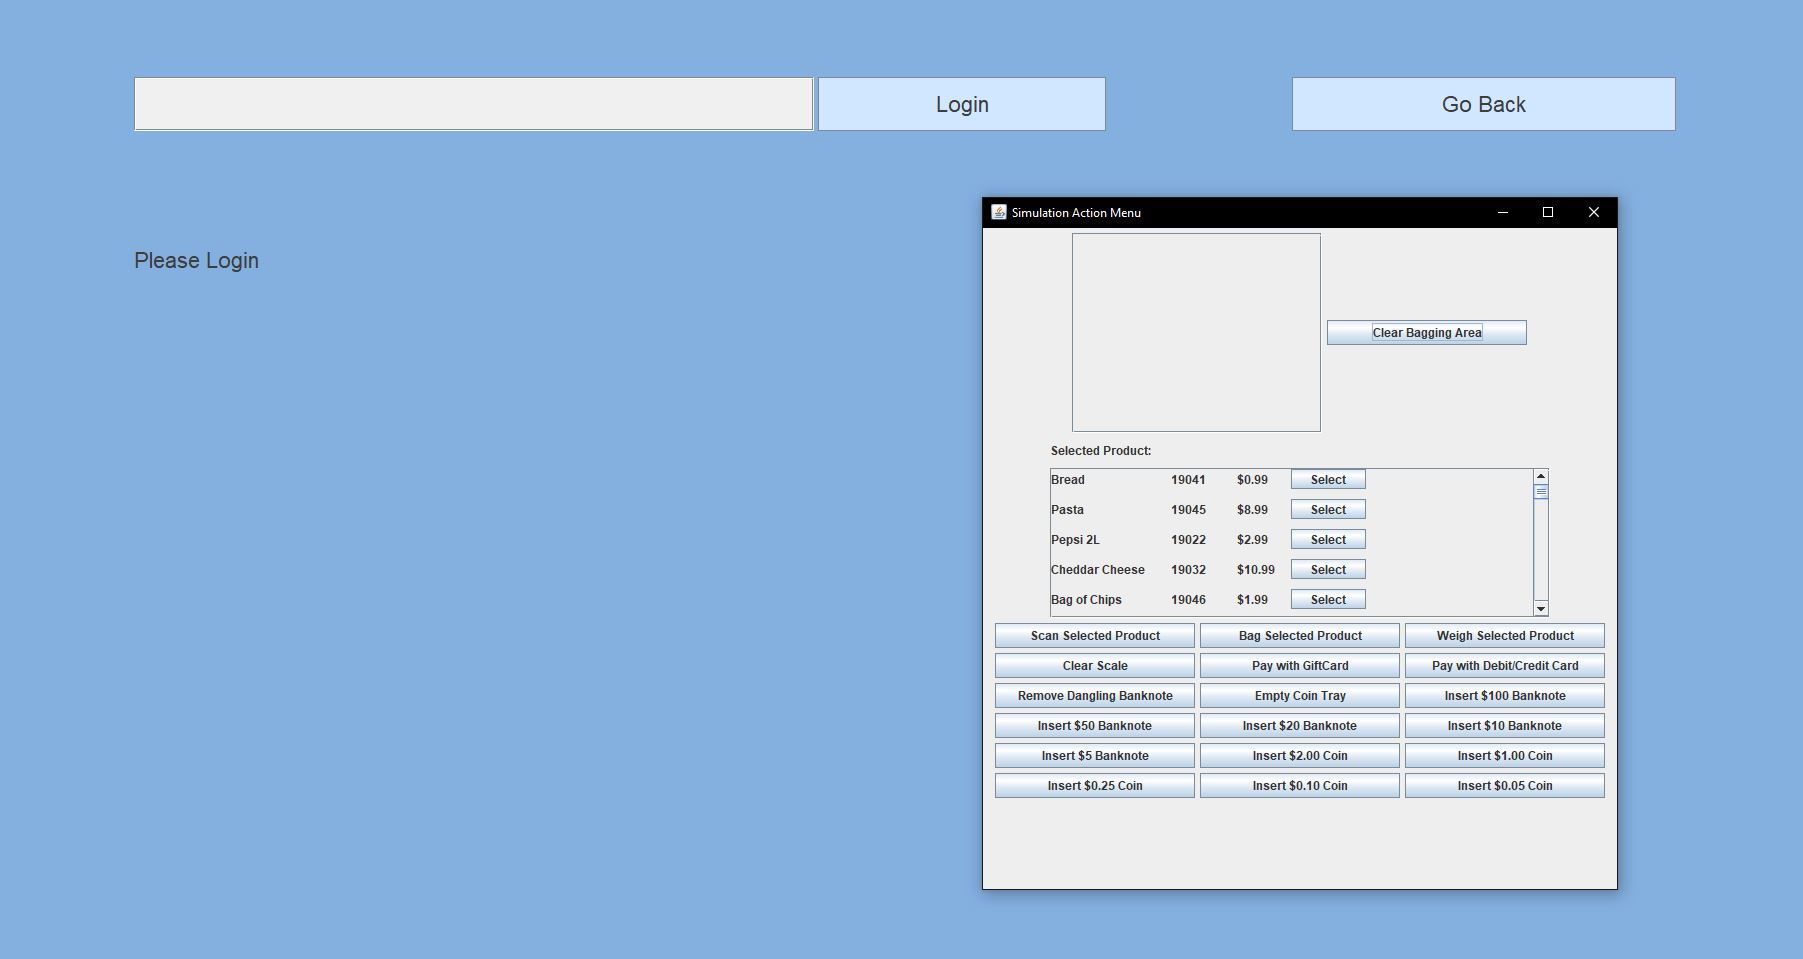 Login
Go Back
Please Login
Simulation Action Menu
Clear Bagging Area
Selected Product:
Bread 19041 $0.99 Select
Pasta 19045 $8.99 Select
Pepsi 2L 19022 $2.99 Select
Cheddar Cheese 19032 $10.99 Select
Bag of Chips 19046 $1.99 Select
Scan Selected Product Bag Selected Product Weigh Selected Product
Clear Scale Pay with GiftCard Pay with Debit/Credit Card
Remove Dangling Banknote Empty Coin Tray Insert $100 Banknote
Insert $50 Banknote Insert $20 Banknote Insert $10 Banknote
Insert $5 Banknote Insert $2.00 Coin Insert $1.00 Coin
Insert $0.25 Coin Insert $0.10 Coin Insert $0.05 Coin